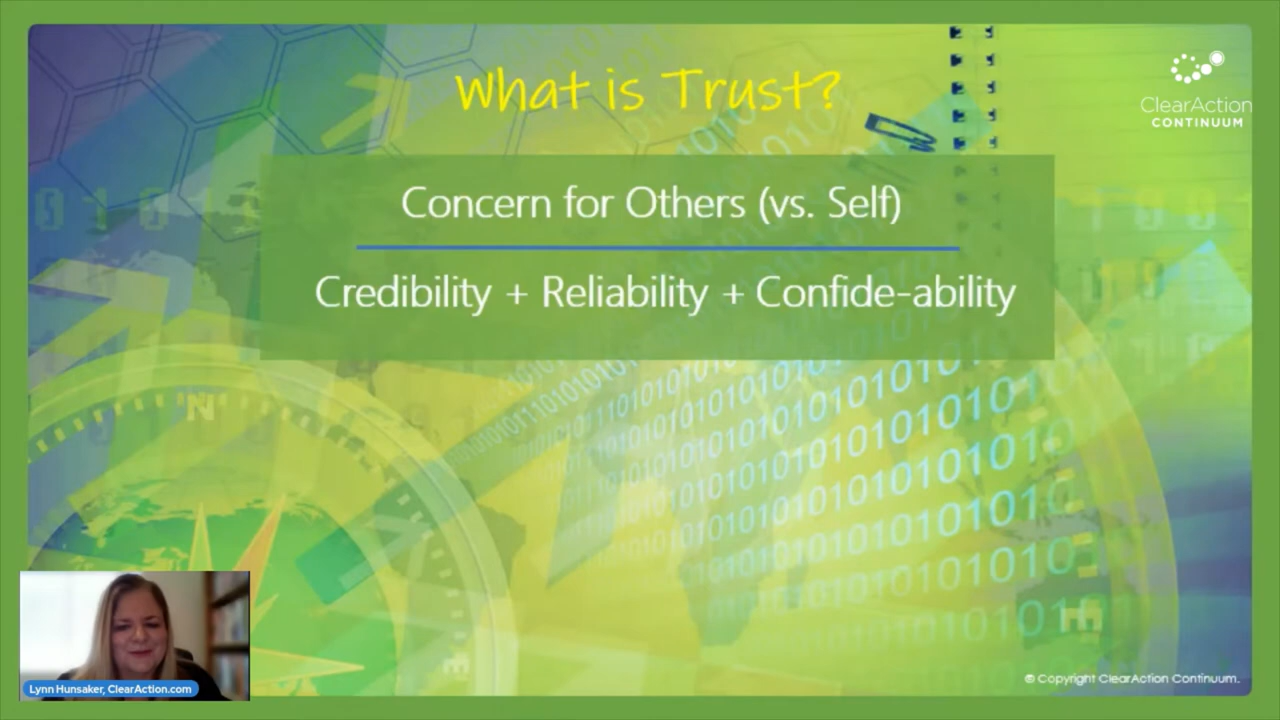 What is Trust?
ClearAction
CONTINUUM
Concern for Others (vs. Self)
Credibility + Reliability + Confide-ability
N
E
Lynn Hunsaker, ClearAction.com
© Copyright ClearAction Continuum.